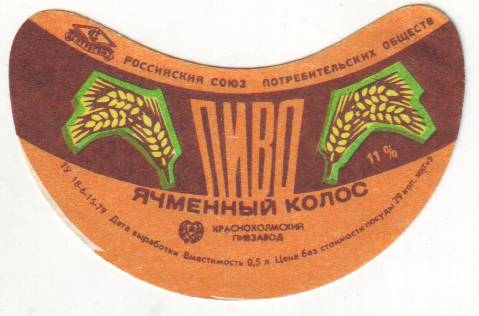 РОССИЙСКИЙ СОЮЗ ПОТРЕБИТЕЛЬСКИХ ОБЩЕСТВ
ПИВО
11%
ЯЧМЕННЫЙ КОЛОС
КРАСНОХОЛМСКИЙ
ПИВЗАВОД
ТУ 18-6-15-79 Дата выработки Вместимость 0,5 л Цена без стоимости посуды 29 коп.